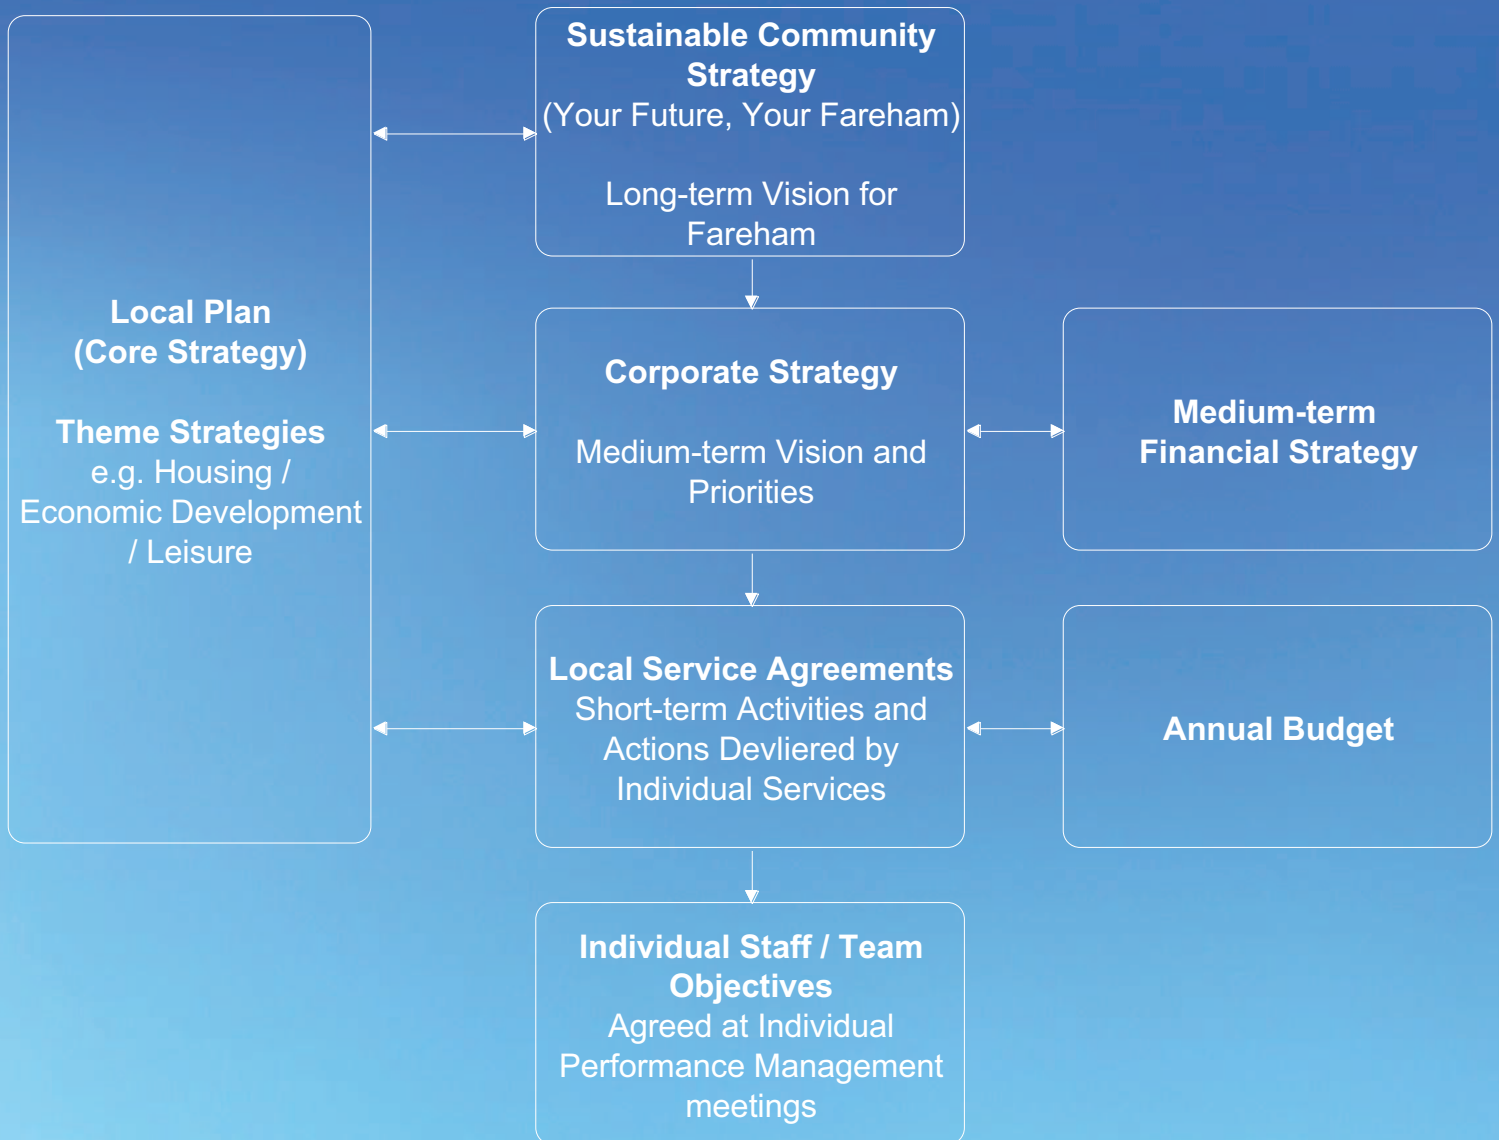 Sustainable Community
Strategy
(Your Future, Your Fareham)
Long-term Vision for
Fareham
Local Plan
(Core Strategy)
Theme Strategies
e.g. Housing /
Economic Development
/ Leisure
Corporate Strategy
Medium-term Vision and
Priorities
Medium-term
Financial Strategy
Local Service Agreements
Short-term Activities and
Actions Devliered by
Individual Services
Annual Budget
Individual Staff / Team
Objectives
Agreed at Individual
Performance Management
meetings